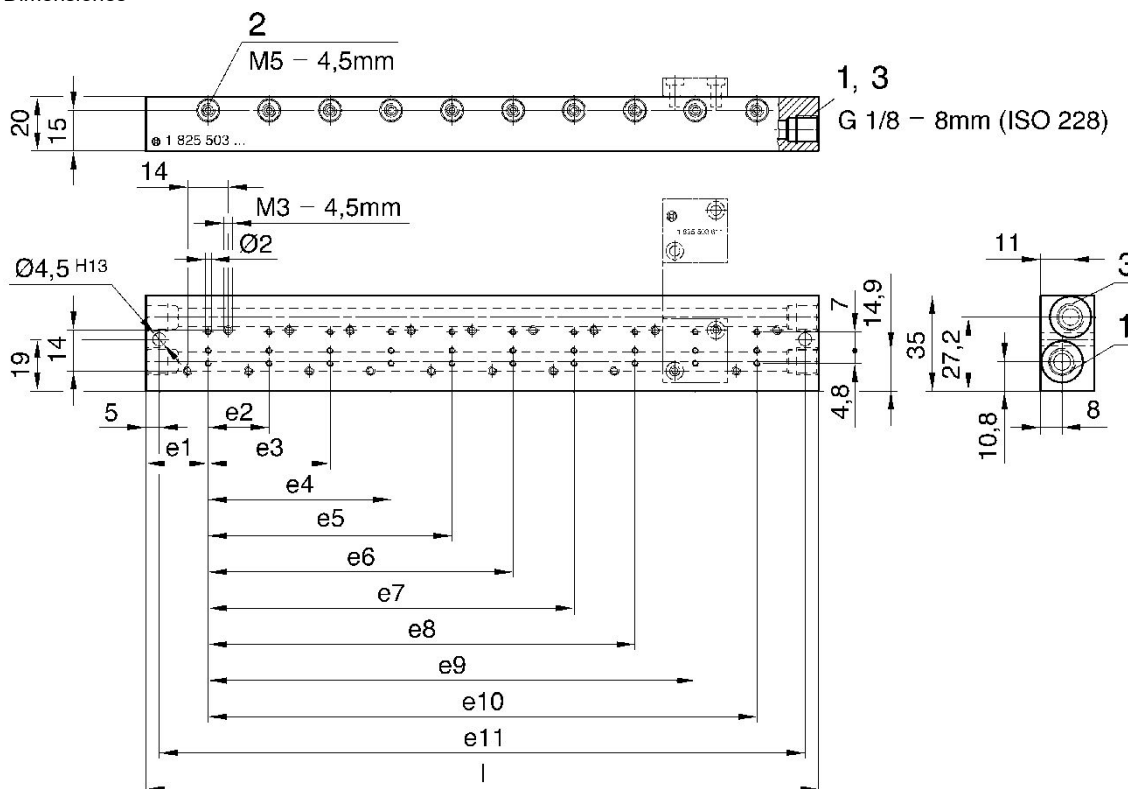 2
M5 – 4,5mm
1, 3
G 1/8 – 8mm (ISO 228)
20
15
1 825 503 ...
14
M3 – 4,5mm
Ø2
Ø4,5 H13
19
14
5
7
14,9
4,8
11
3
35
27,2
1
10,8
8
e1
e2
e3
e4
e5
e6
e7
e8
e9
e10
e11
l